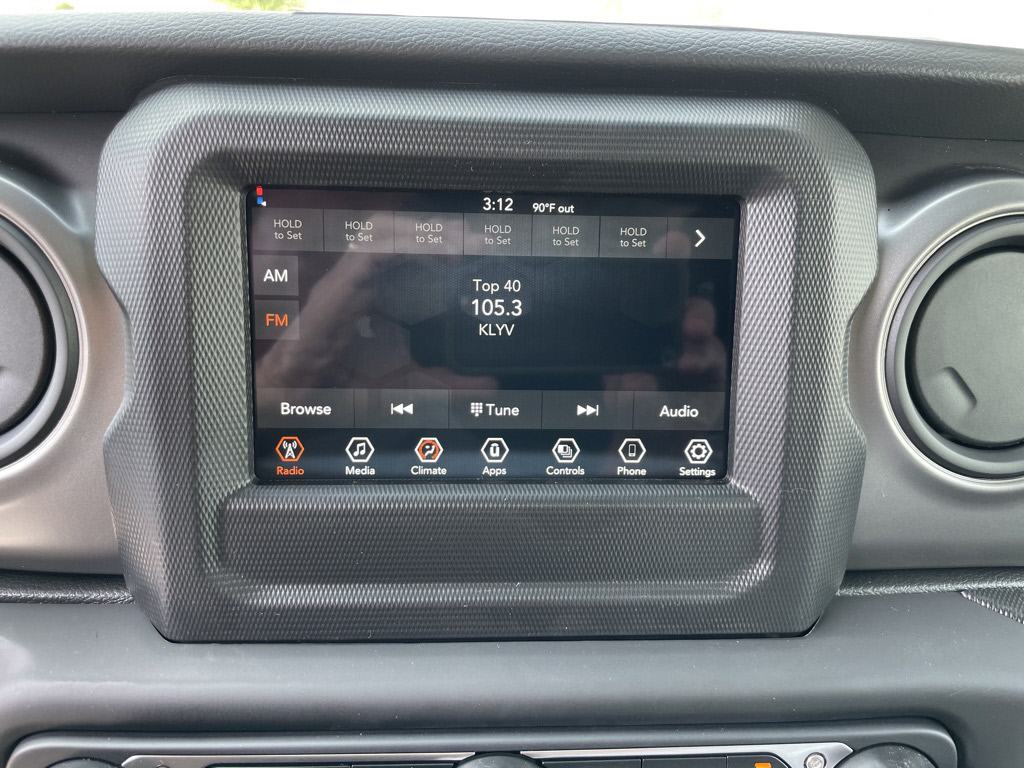 3:12 90°F out
HOLD
to Set
HOLD
to Set
HOLD
to Set
HOLD
to Set
HOLD
to Set
HOLD
to Set
AM
FM
Top 40
105.3
KLYV
Browse Tune Audio
Radio Media Climate Apps Controls Phone Settings